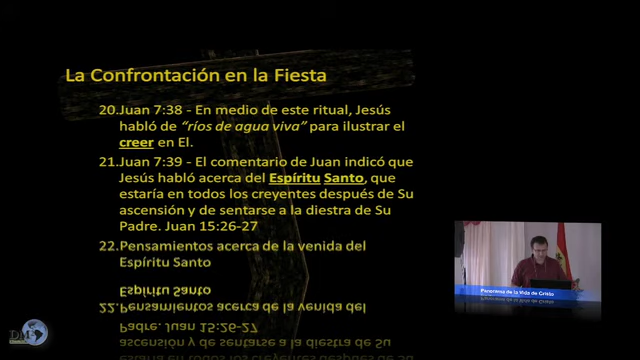 La Confrontación en la Fiesta
20.Juan 7:38 - En medio de este ritual, Jesús
habló de "ríos de agua viva" para ilustrar el
creer en El.
21.Juan 7:39 - El comentario de Juan indicó que
Jesús habló acerca del Espíritu Santo, que
estaría en todos los creyentes después de Su
ascensión y de sentarse a la diestra de Su
Padre. Juan 15:26-27
22.Pensamientos acerca de la venida del
Espíritu Santo
Panorama de la Vida de Cristo
DM